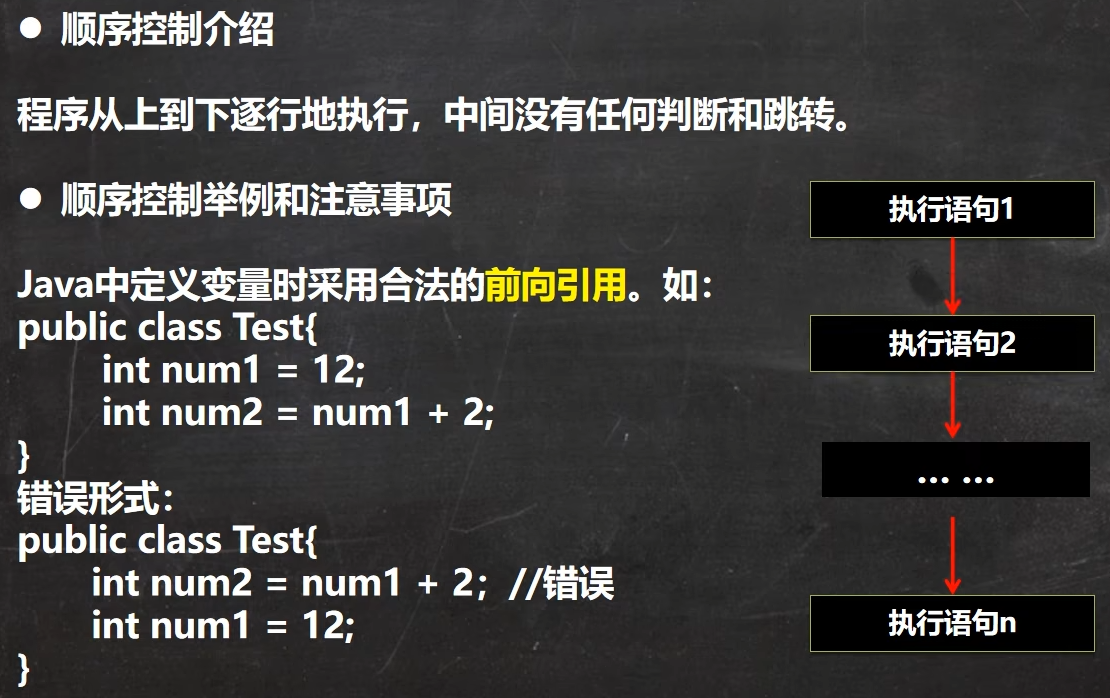 ● 顺序控制介绍
程序从上到下逐行地执行，中间没有任何判断和跳转。
● 顺序控制举例和注意事项
Java中定义变量时采用合法的前向引用。如：
public class Test{
int num1 = 12;
int num2 = num1 + 2;
}
错误形式：
public class Test{
int num2 = num1 + 2；//错误
int num1 = 12;
}
执行语句1
执行语句2
... ...
执行语句n